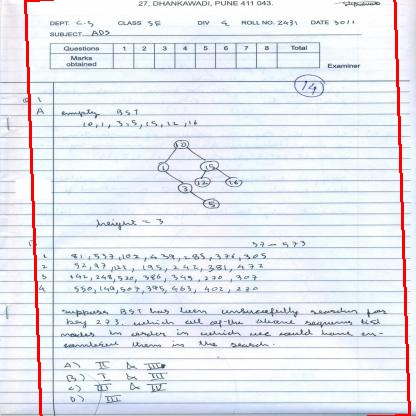 27, DHANKAWADI, PUNE 411 043.
DEPT. C-S CLASS SE DIV 4 ROLL NO. 2431 DATE 30/1
SUBJECT ADS
Questions 1 2 3 4 5 6 7 8 Total
Marks obtained
Examiner
14
Q 1
A empty BST
10, 1, 3, 5, 15, 12, 16
10
1 15
3 12 16
5
height = 3
37 - 573
1 81, 537, 102, 439, 285, 376, 305
2 52, 97, 121, 195, 242, 381, 472
3 142, 248, 520, 386, 345, 270, 307
4 550, 149, 507, 395, 463, 402, 270
suppose BST has been unsuccessfully searched for
key 273. which all of the above sequences list
nodes in order in which we could have en-
countered them in the search.
A) II & III
B) I & III
C) III & IV
D) III